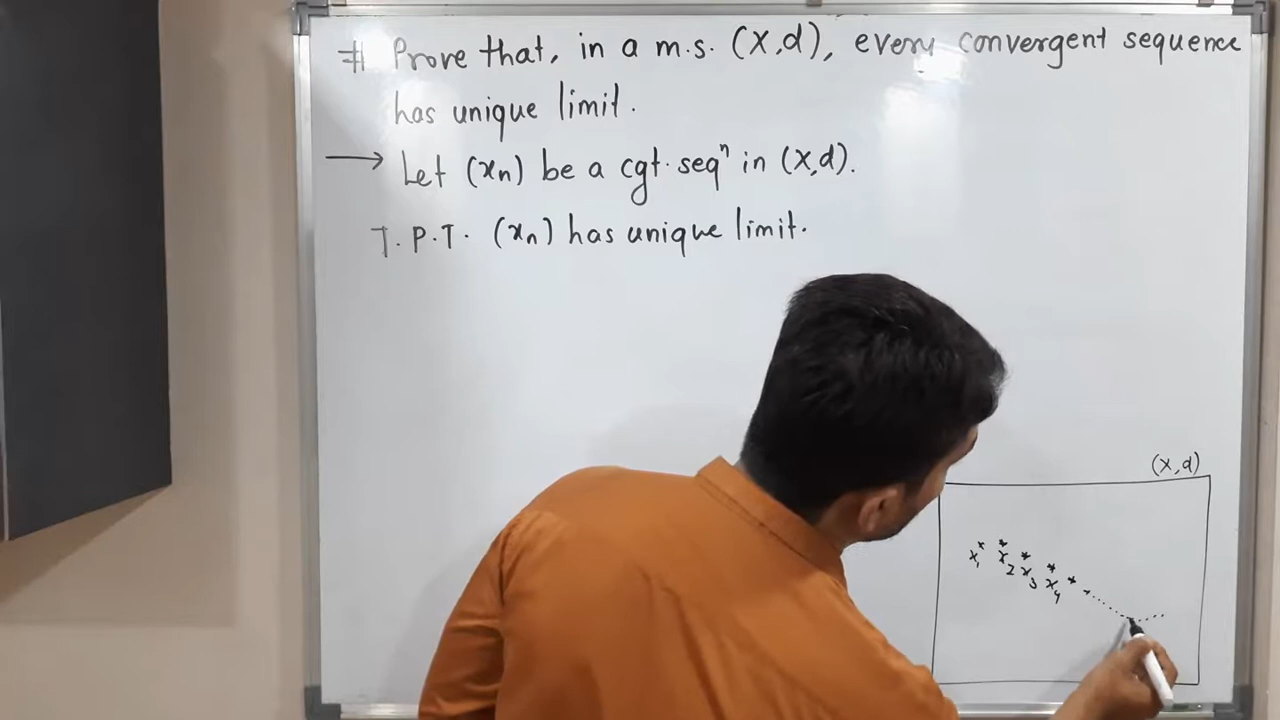 # Prove that, in a m.s. (X,d), every convergent sequence
has unique limit.
→ Let (xn) be a cgt. seqⁿ in (X,d).
T.P.T. (xn) has unique limit.
(X,d)
x₁ x₂ x₃ x₄